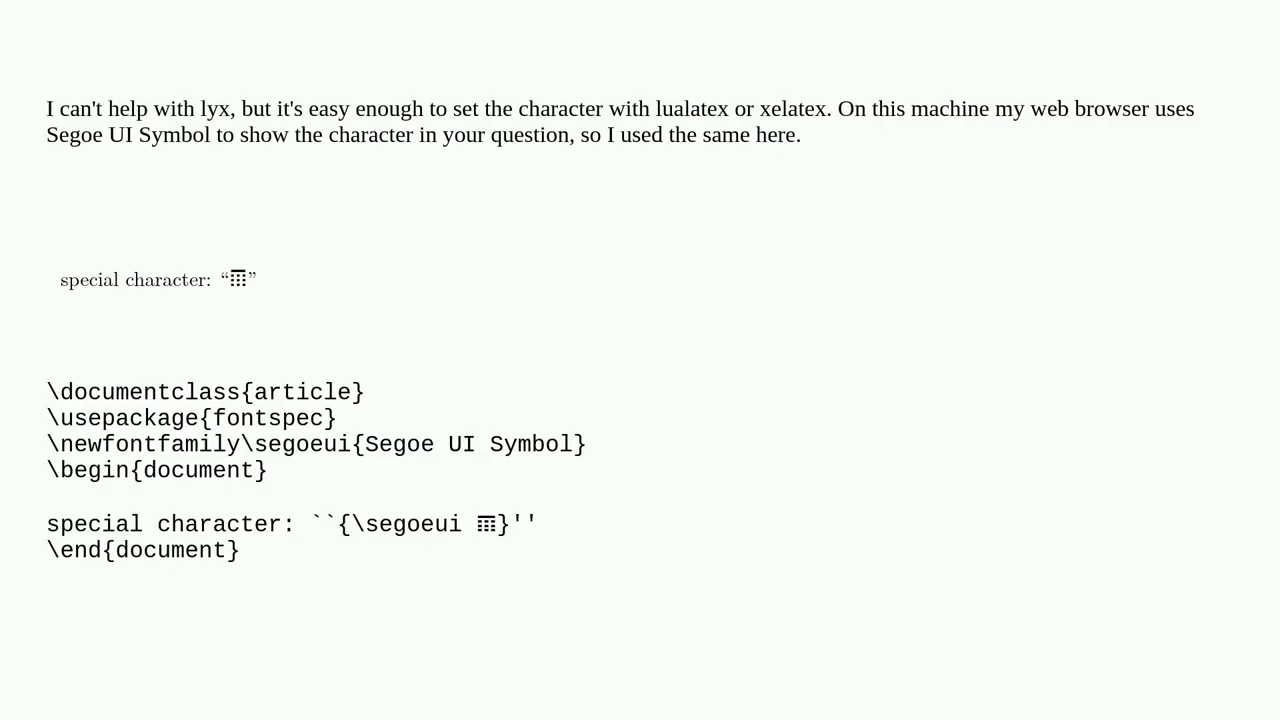 I can't help with lyx, but it's easy enough to set the character with lualatex or xelatex. On this machine my web browser uses
Segoe UI Symbol to show the character in your question, so I used the same here.
special character: “𝌠”
\documentclass{article}
\usepackage{fontspec}
\newfontfamily\segoeui{Segoe UI Symbol}
\begin{document}
special character: ``{\segoeui 𝌠}''
\end{document}